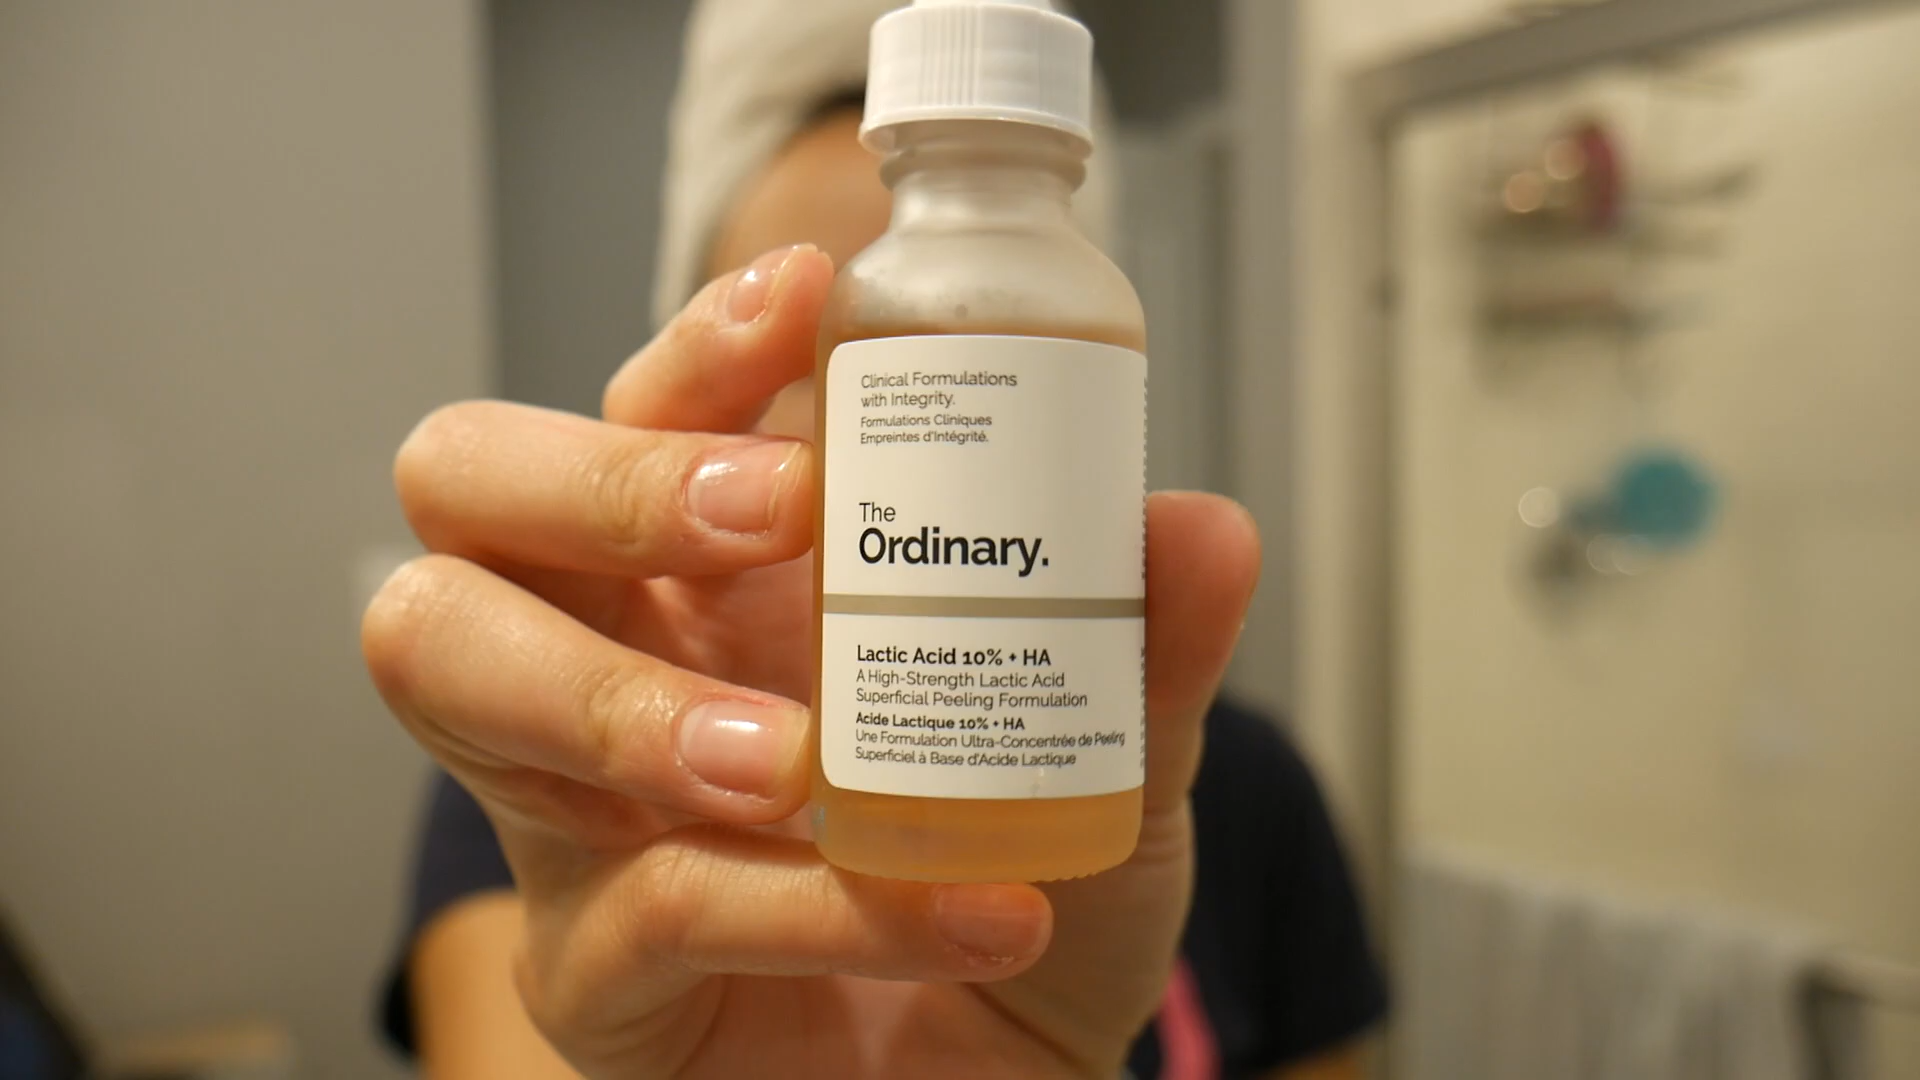 Clinical Formulations
with Integrity.
Formulations Cliniques
Empreintes d'Intégrité.
The
Ordinary.
Lactic Acid 10% + HA
A High-Strength Lactic Acid
Superficial Peeling Formulation
Acide Lactique 10% + HA
Une Formulation Ultra-Concentrée de Peeling
Superficiel à Base d'Acide Lactique